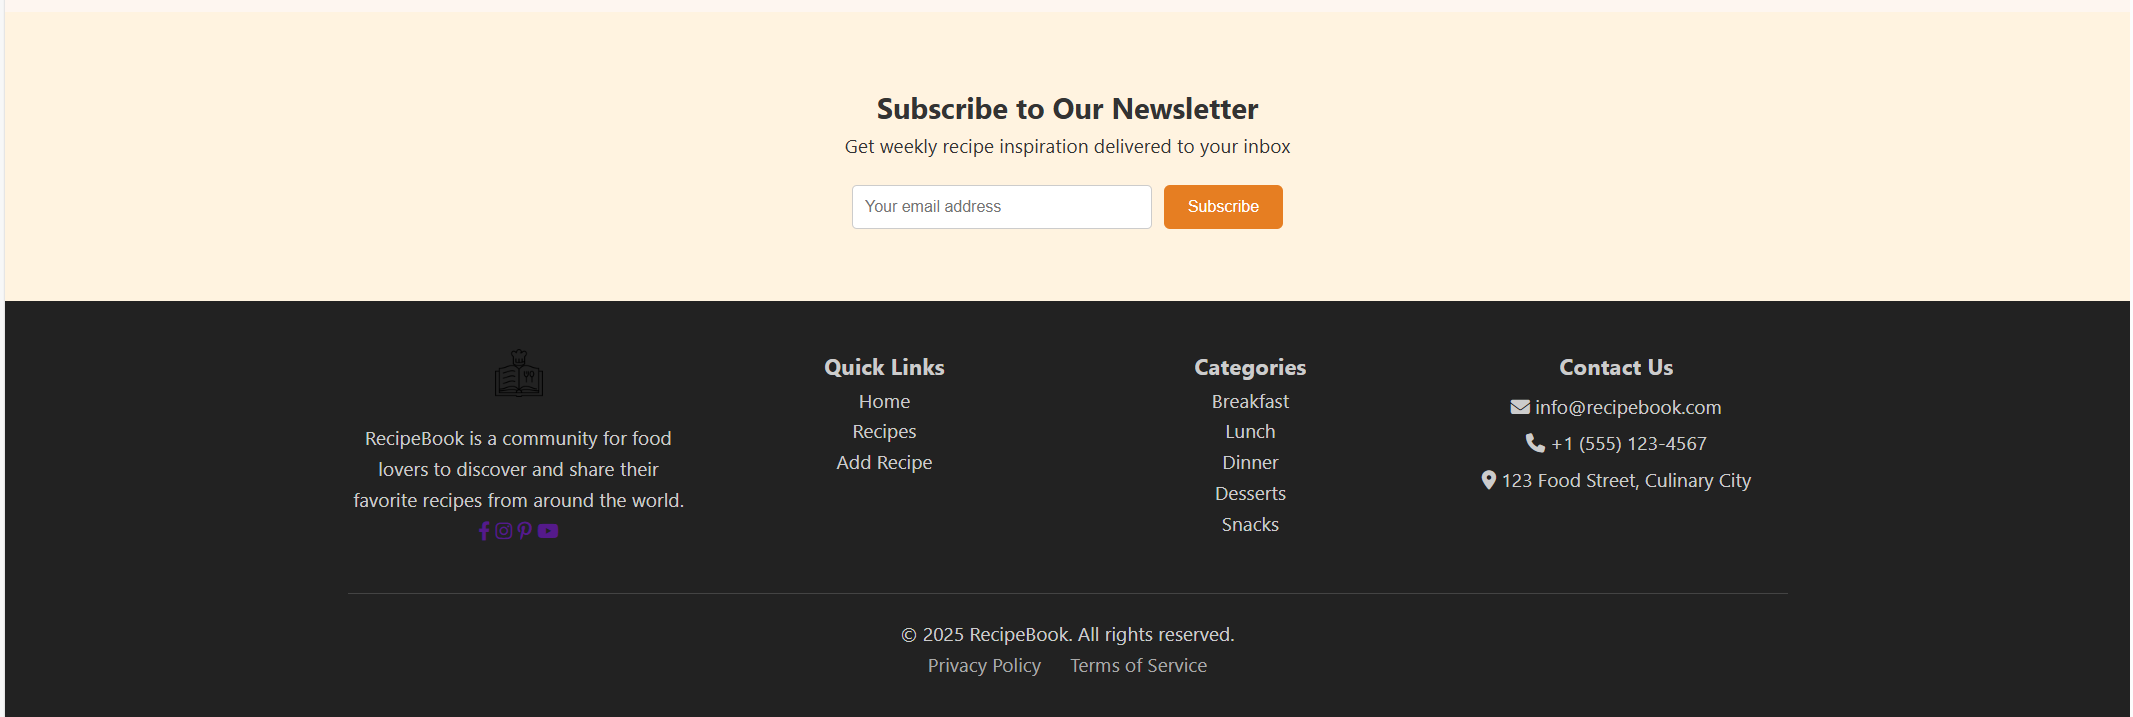 Subscribe to Our Newsletter
Get weekly recipe inspiration delivered to your inbox
Your email address
Subscribe
RecipeBook is a community for food
lovers to discover and share their
favorite recipes from around the world.
Quick Links
Home
Recipes
Add Recipe
Categories
Breakfast
Lunch
Dinner
Desserts
Snacks
Contact Us
info@recipebook.com
+1 (555) 123-4567
123 Food Street, Culinary City
© 2025 RecipeBook. All rights reserved.
Privacy Policy Terms of Service